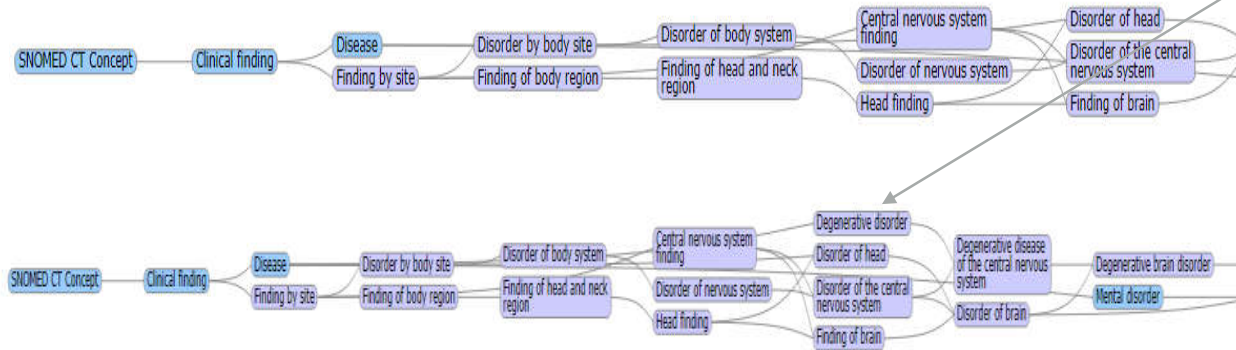 SNOMED CT Concept
Clinical finding
Disease
Finding by site
Disorder by body site
Finding of body region
Disorder of body system
Finding of head and neck
region
Central nervous system
finding
Disorder of nervous system
Head finding
Disorder of head
Disorder of the central
nervous system
Finding of brain
SNOMED CT Concept
Clinical finding
Disease
Finding by site
Disorder by body site
Finding of body region
Disorder of body system
Finding of head and neck
region
Central nervous system
finding
Disorder of nervous system
Head finding
Degenerative disorder
Disorder of head
Disorder of the central
nervous system
Finding of brain
Degenerative disease
of the central nervous
system
Disorder of brain
Degenerative brain disorder
Mental disorder